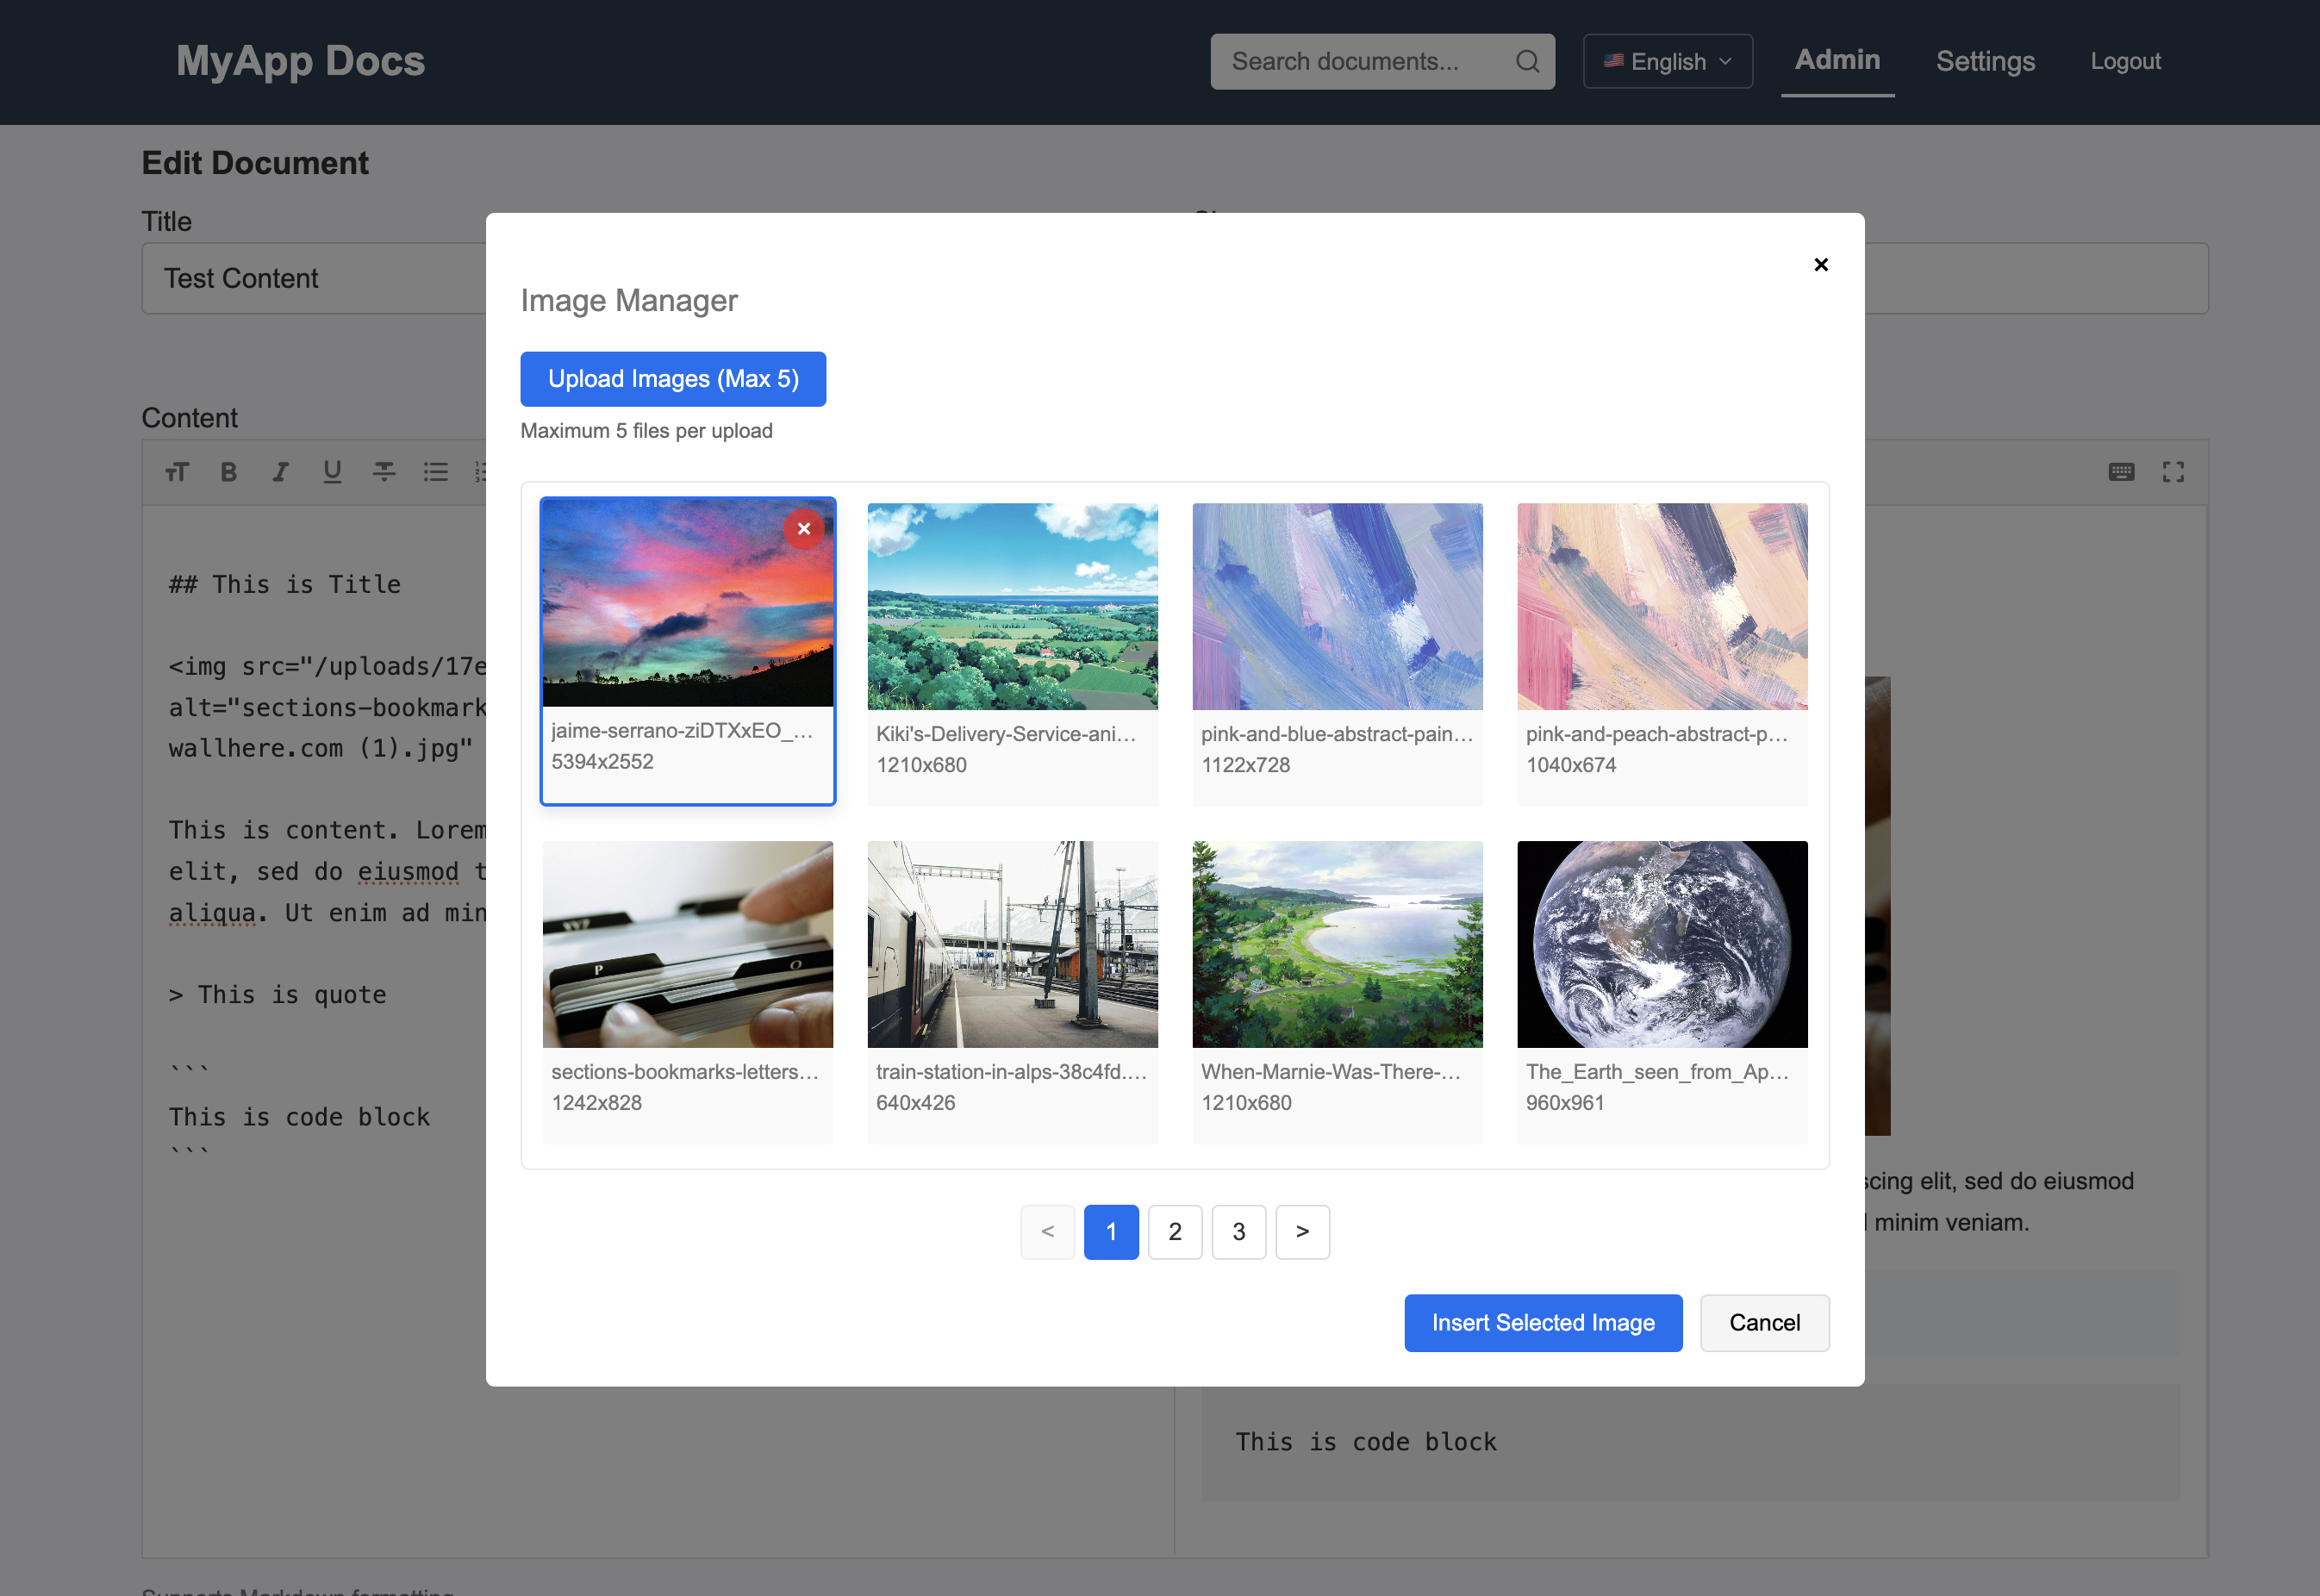 MyApp Docs
Search documents...
English
Admin
Settings
Logout
Edit Document
Title
Test Content
Content
## This is Title
<img src="/uploads/17e
alt="sections-bookmark
wallhere.com (1).jpg"
This is content. Lorem
elit, sed do eiusmod t
aliqua. Ut enim ad min
> This is quote
```
This is code block
```
×
Image Manager
Upload Images (Max 5)
Maximum 5 files per upload
jaime-serrano-ziDTXxEO_...
5394x2552
Kiki's-Delivery-Service-ani...
1210x680
pink-and-blue-abstract-pain...
1122x728
pink-and-peach-abstract-p...
1040x674
P
O
sections-bookmarks-letters...
1242x828
train-station-in-alps-38c4fd....
640x426
When-Marnie-Was-There-...
1210x680
The_Earth_seen_from_Ap...
960x961
< 1 2 3 >
Insert Selected Image
Cancel
scing elit, sed do eiusmod
minim veniam.
This is code block
Supports Markdown formatting